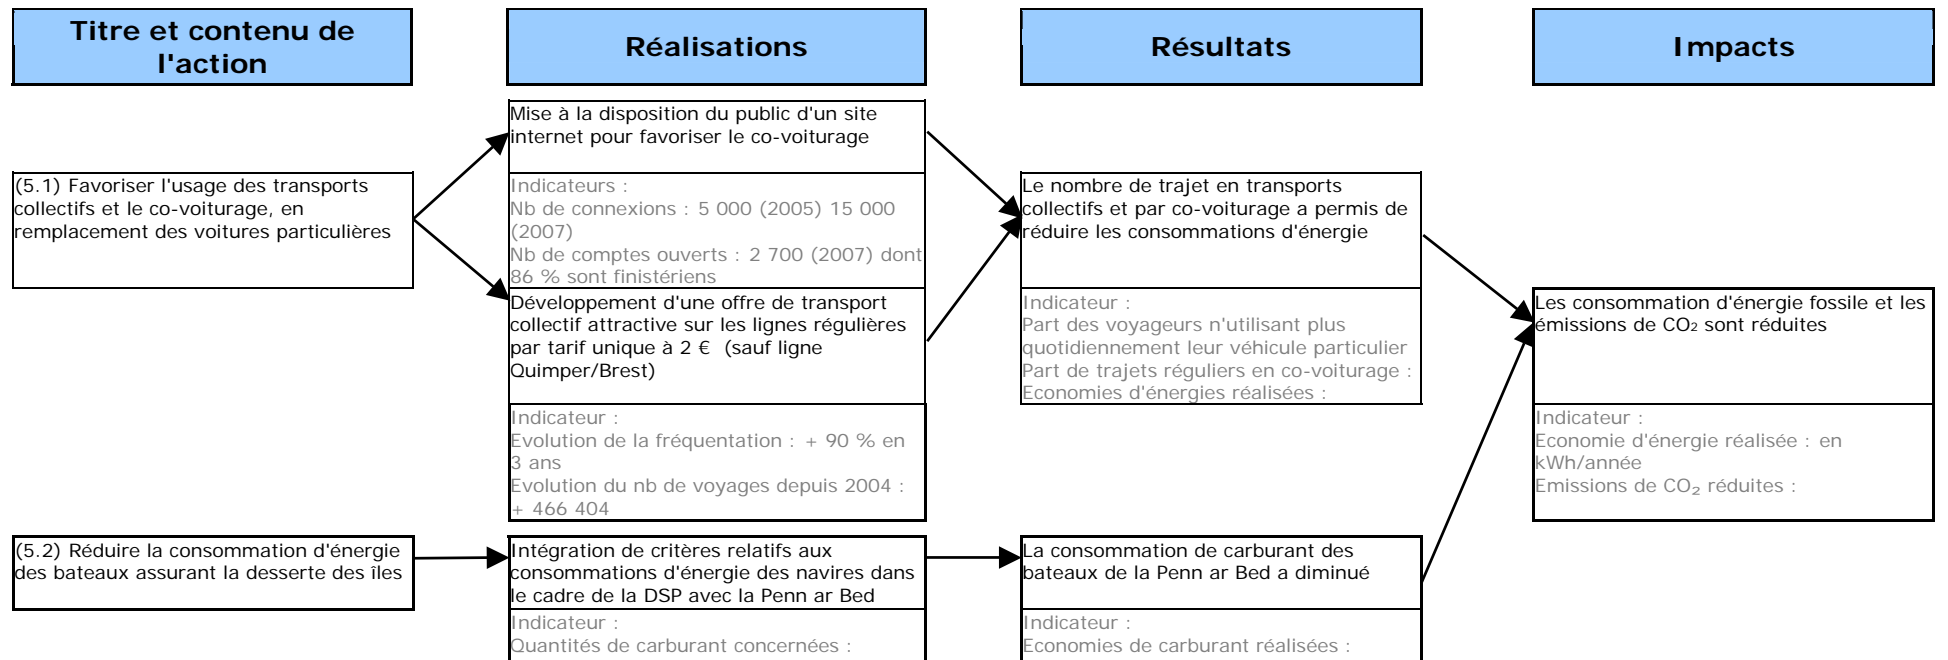 Titre et contenu de
l'action
Réalisations
Résultats
Impacts
(5.1) Favoriser l'usage des transports
collectifs et le co-voiturage, en
remplacement des voitures particulières
Mise à la disposition du public d'un site
internet pour favoriser le co-voiturage
Indicateurs :
Nb de connexions : 5 000 (2005) 15 000
(2007)
Nb de comptes ouverts : 2 700 (2007) dont
86 % sont finistériens
Développement d'une offre de transport
collectif attractive sur les lignes régulières
par tarif unique à 2 € (sauf ligne
Quimper/Brest)
Indicateur :
Evolution de la fréquentation : + 90 % en
3 ans
Evolution du nb de voyages depuis 2004 :
+ 466 404
Le nombre de trajet en transports
collectifs et par co-voiturage a permis de
réduire les consommations d'énergie
Indicateur :
Part des voyageurs n'utilisant plus
quotidiennement leur véhicule particulier
Part de trajets réguliers en co-voiturage :
Economies d'énergies réalisées :
Les consommation d'énergie fossile et les
émissions de CO₂ sont réduites
Indicateur :
Economie d'énergie réalisée : en
kWh/année
Emissions de CO₂ réduites :
(5.2) Réduire la consommation d'énergie
des bateaux assurant la desserte des îles
Intégration de critères relatifs aux
consommations d'énergie des navires dans
le cadre de la DSP avec la Penn ar Bed
Indicateur :
Quantités de carburant concernées :
La consommation de carburant des
bateaux de la Penn ar Bed a diminué
Indicateur :
Economies de carburant réalisées :